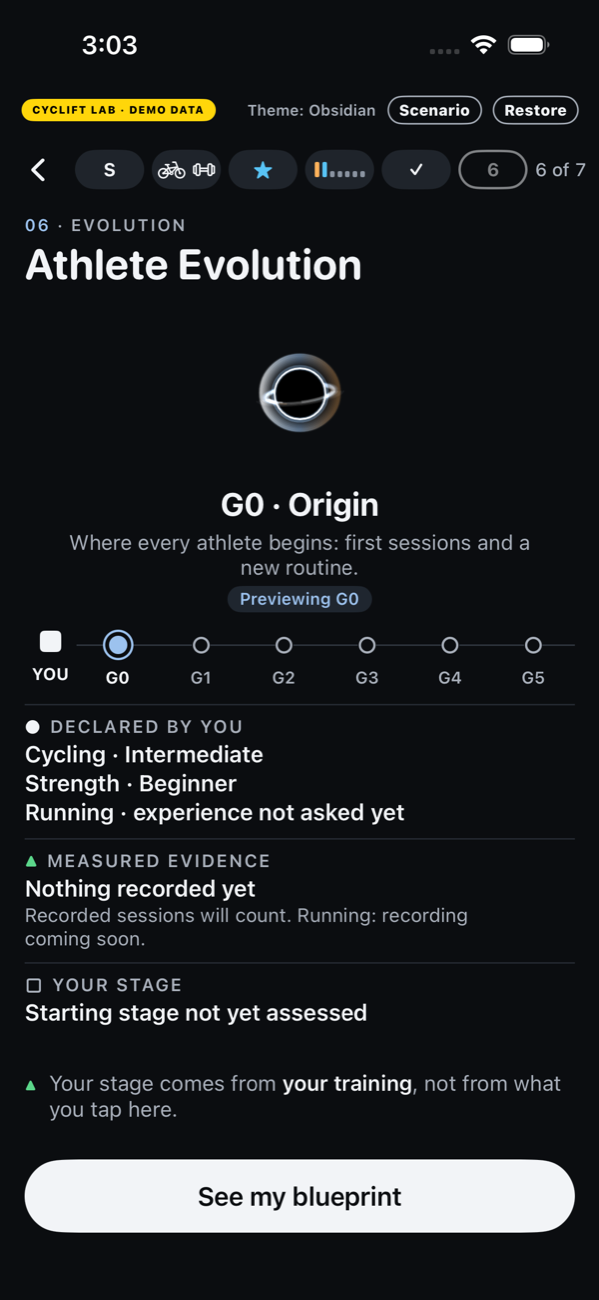 3:03
CYCLIFT LAB · DEMO DATA
Theme: Obsidian
Scenario
Restore
S
6
6 of 7
06 · EVOLUTION
Athlete Evolution
G0 · Origin
Where every athlete begins: first sessions and a
new routine.
Previewing G0
YOU
G0
G1
G2
G3
G4
G5
DECLARED BY YOU
Cycling · Intermediate
Strength · Beginner
Running · experience not asked yet
MEASURED EVIDENCE
Nothing recorded yet
Recorded sessions will count. Running: recording
coming soon.
YOUR STAGE
Starting stage not yet assessed
Your stage comes from your training, not from what
you tap here.
See my blueprint